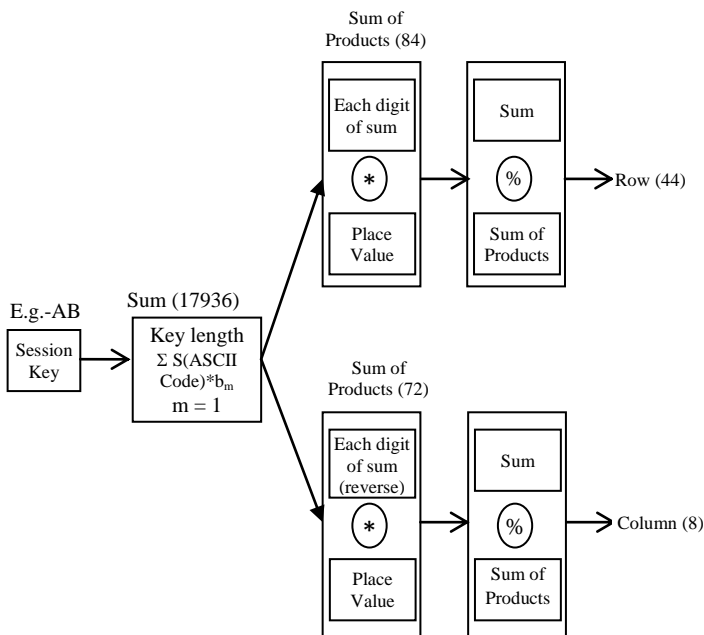 Sum of
Products (84)
Each digit
of sum
*
Place
Value
Sum
%
Sum of
Products
Row (44)
E.g.-AB
Session
Key
Sum (17936)
Key length
Σ S(ASCII
Code)*bₘ
m = 1
Sum of
Products (72)
Each digit
of sum
(reverse)
*
Place
Value
Sum
%
Sum of
Products
Column (8)